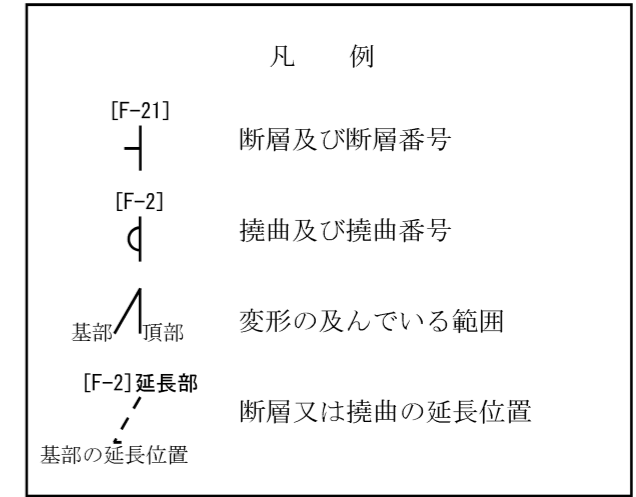 凡　例
[F-21]
断層及び断層番号
[F-2]
撓曲及び撓曲番号
基部 頂部
変形の及んでいる範囲
[F-2]延長部
断層又は撓曲の延長位置
基部の延長位置